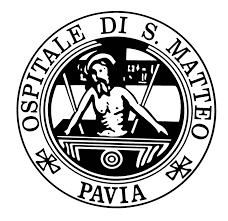 OSPITALE DI S. MATTEO
PAVIA